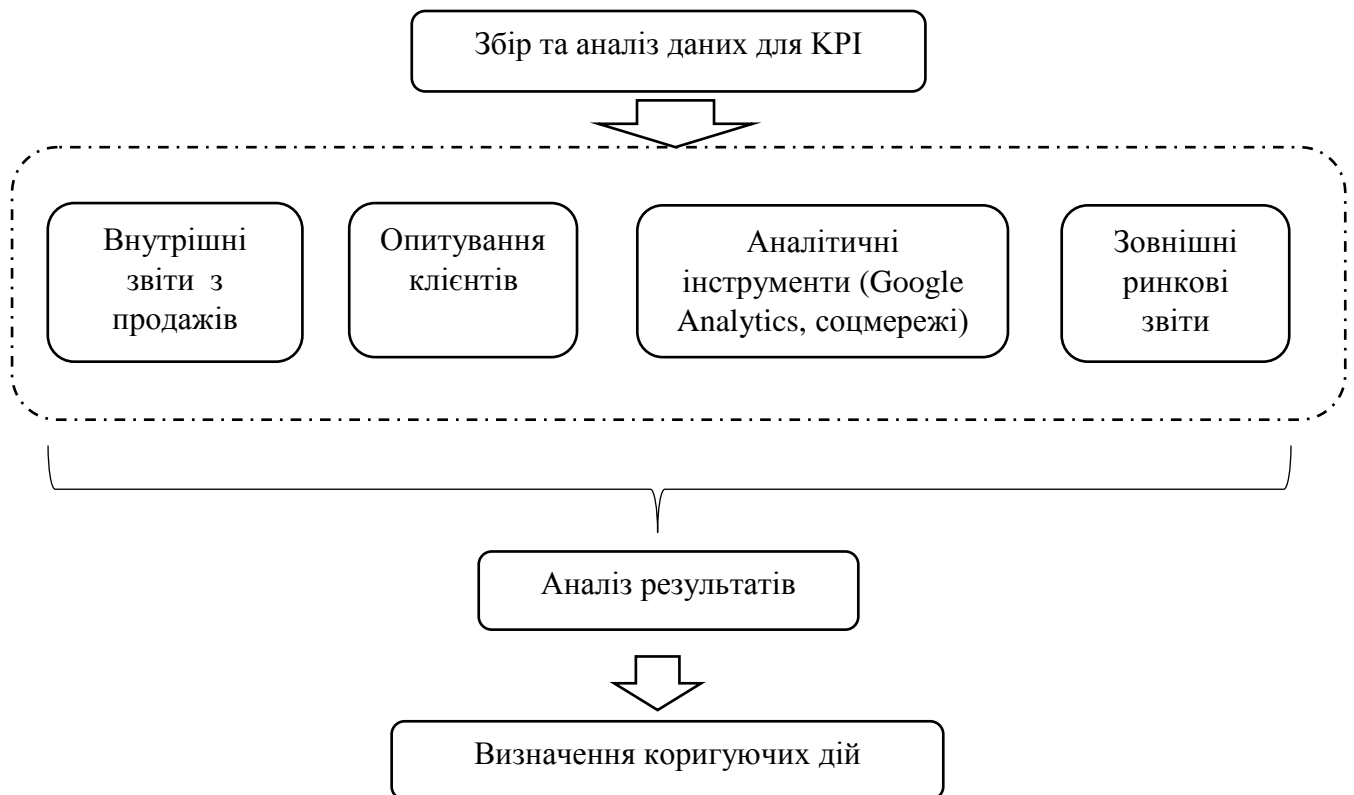 Збір та аналіз даних для KPI
Внутрішні
звіти з
продажів
Опитування
клієнтів
Аналітичні
інструменти (Google
Analytics, соцмережі)
Зовнішні
ринкові
звіти
Аналіз результатів
Визначення коригуючих дій